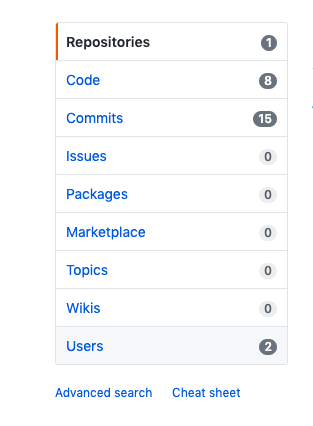 Repositories 1
Code 8
Commits 15
Issues 0
Packages 0
Marketplace 0
Topics 0
Wikis 0
Users 2
Advanced search Cheat sheet